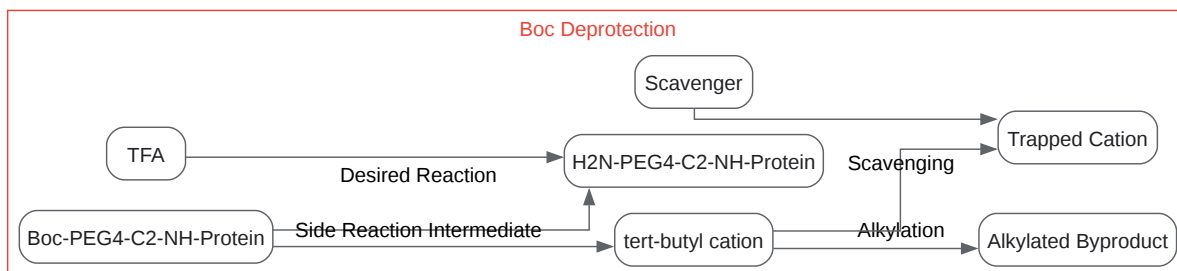 Boc Deprotection
Scavenger
Trapped Cation
TFA
H2N-PEG4-C2-NH-Protein
Scavenging
Desired Reaction
Boc-PEG4-C2-NH-Protein
Side Reaction Intermediate
tert-butyl cation
Alkylation
Alkylated Byproduct